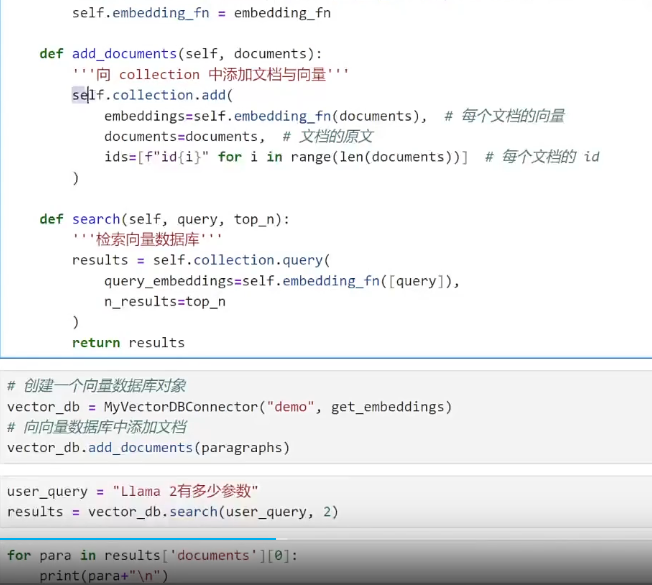 self.embedding_fn = embedding_fn
def add_documents(self, documents):
'''向 collection 中添加文档与向量'''
self.collection.add(
embeddings=self.embedding_fn(documents),  # 每个文档的向量
documents=documents,  # 文档的原文
ids=[f"id{i}" for i in range(len(documents))]  # 每个文档的 id
)
def search(self, query, top_n):
'''检索向量数据库'''
results = self.collection.query(
query_embeddings=self.embedding_fn([query]),
n_results=top_n
)
return results
# 创建一个向量数据库对象
vector_db = MyVectorDBConnector("demo", get_embeddings)
# 向向量数据库中添加文档
vector_db.add_documents(paragraphs)
user_query = "Llama 2有多少参数"
results = vector_db.search(user_query, 2)
for para in results['documents'][0]:
print(para+"\n")